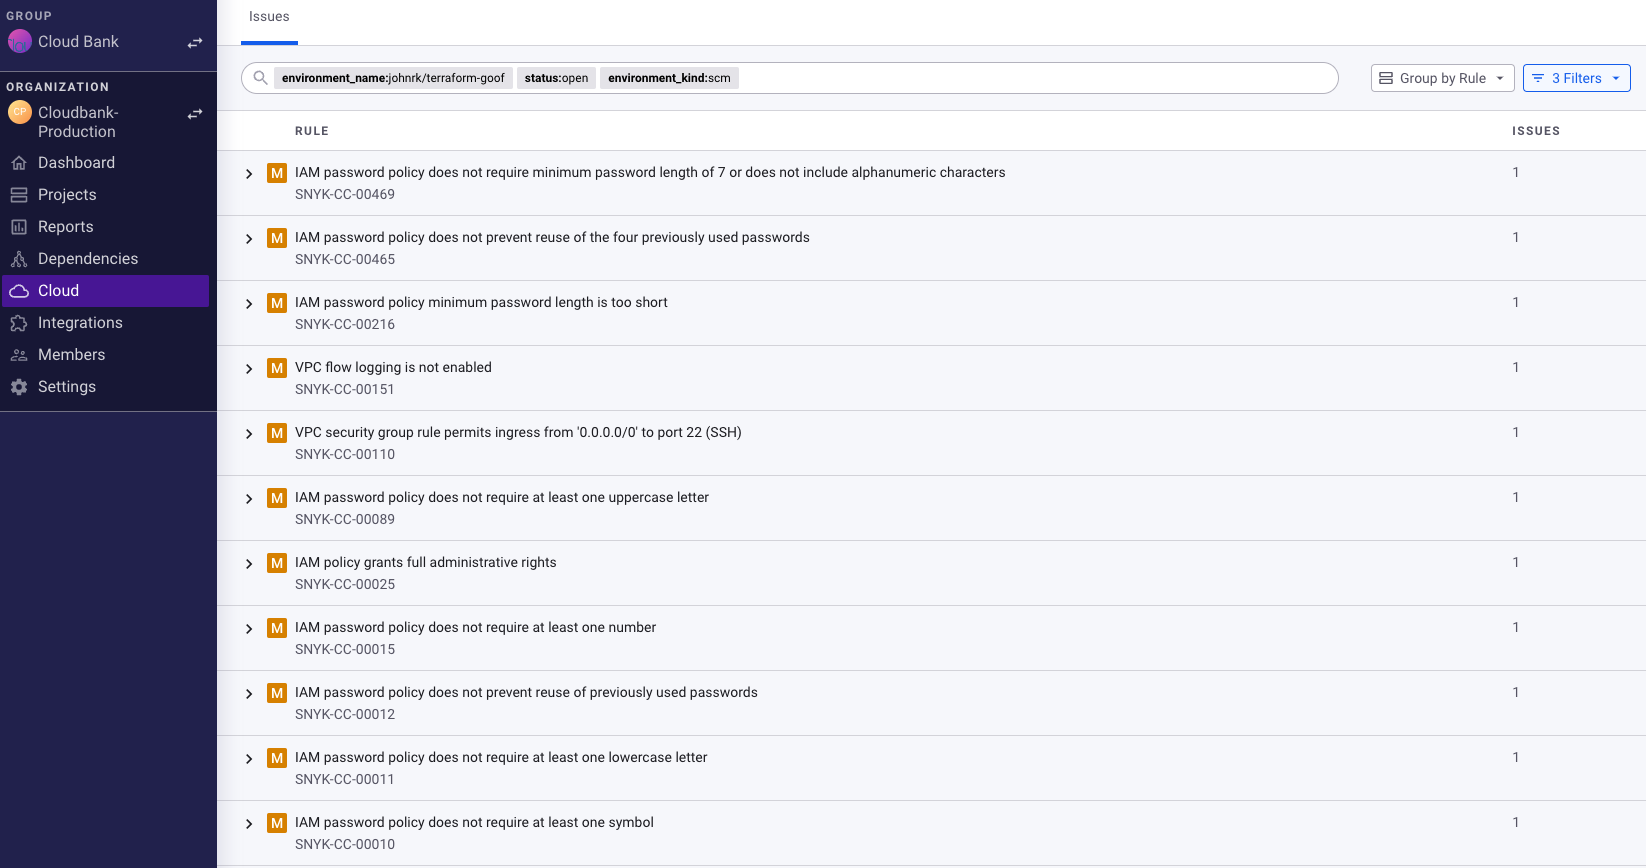 GROUP
Cloud Bank
ORGANIZATION
CP
Cloudbank-
Production
Dashboard
Projects
Reports
Dependencies
Cloud
Integrations
Members
Settings
Issues
environment_name:johnrk/terraform-goof status:open environment_kind:scm
Group by Rule
3 Filters
RULE ISSUES
M IAM password policy does not require minimum password length of 7 or does not include alphanumeric characters 1
SNYK-CC-00469
M IAM password policy does not prevent reuse of the four previously used passwords 1
SNYK-CC-00465
M IAM password policy minimum password length is too short 1
SNYK-CC-00216
M VPC flow logging is not enabled 1
SNYK-CC-00151
M VPC security group rule permits ingress from '0.0.0.0/0' to port 22 (SSH) 1
SNYK-CC-00110
M IAM password policy does not require at least one uppercase letter 1
SNYK-CC-00089
M IAM policy grants full administrative rights 1
SNYK-CC-00025
M IAM password policy does not require at least one number 1
SNYK-CC-00015
M IAM password policy does not prevent reuse of previously used passwords 1
SNYK-CC-00012
M IAM password policy does not require at least one lowercase letter 1
SNYK-CC-00011
M IAM password policy does not require at least one symbol 1
SNYK-CC-00010